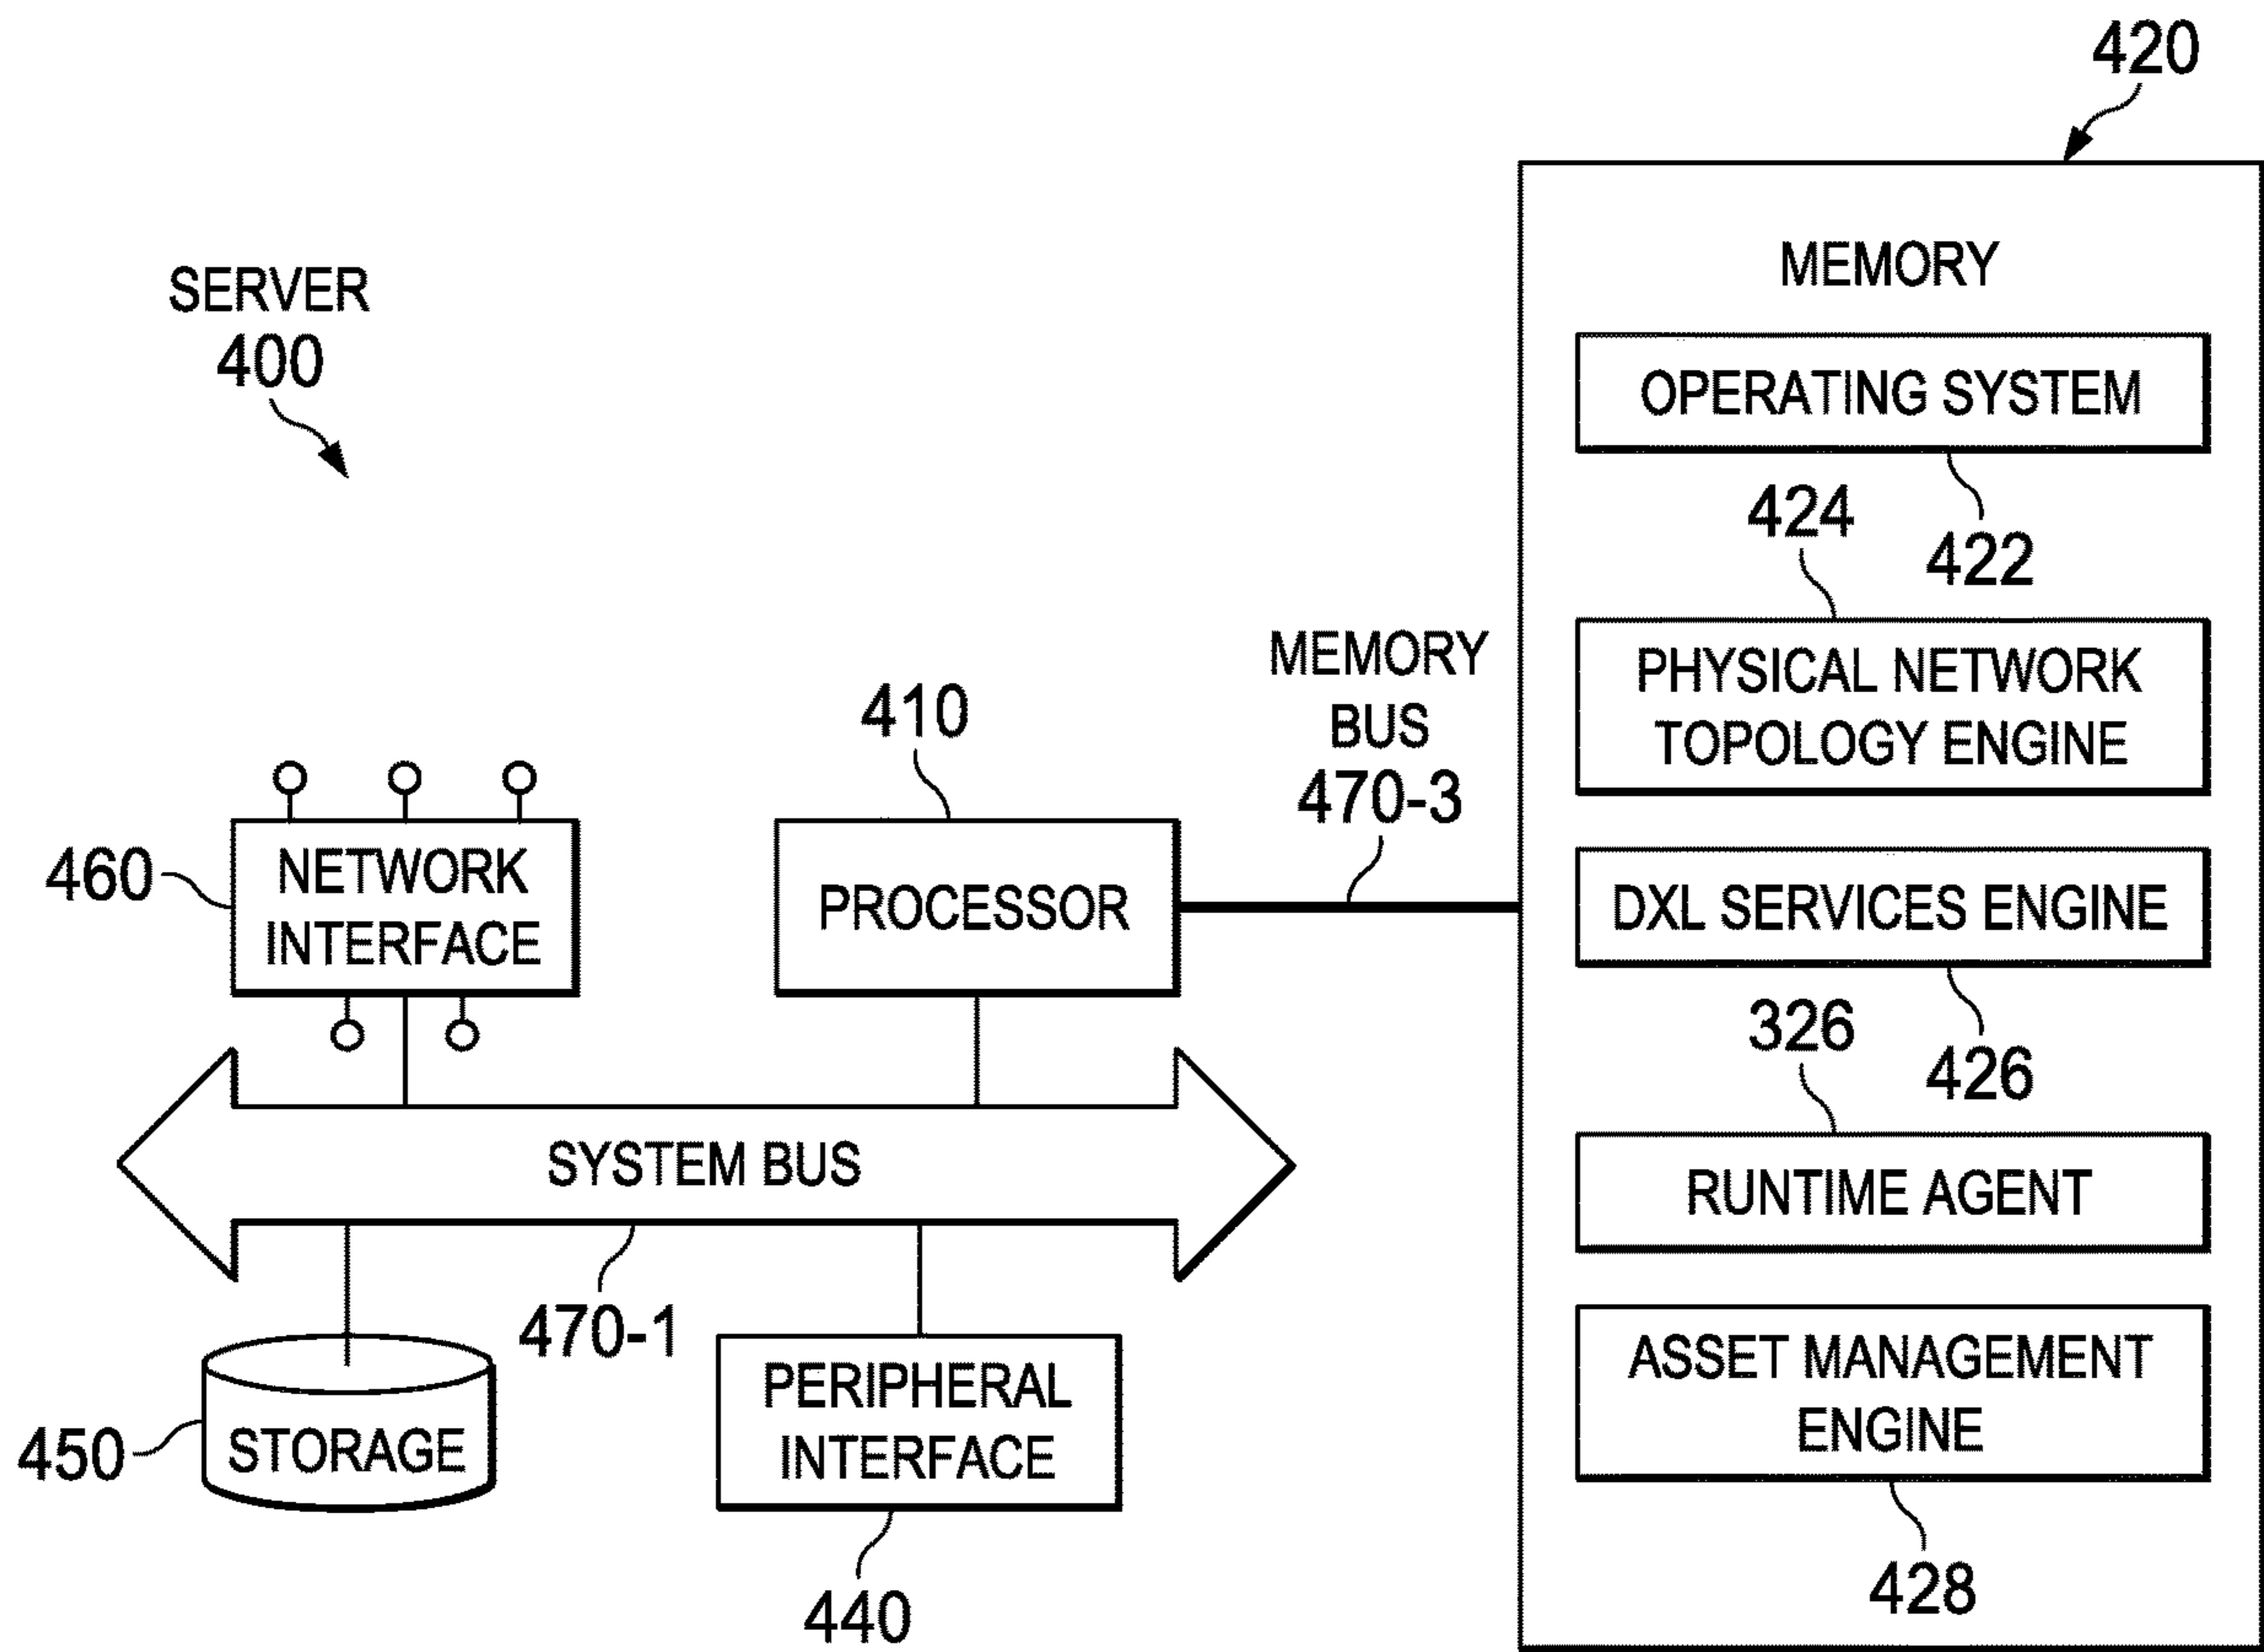 420
SERVER
400
MEMORY
OPERATING SYSTEM
424
422
PHYSICAL NETWORK
TOPOLOGY ENGINE
MEMORY
BUS
470-3
410
460
NETWORK
INTERFACE
PROCESSOR
DXL SERVICES ENGINE
326
426
SYSTEM BUS
RUNTIME AGENT
470-1
450
STORAGE
PERIPHERAL
INTERFACE
440
ASSET MANAGEMENT
ENGINE
428